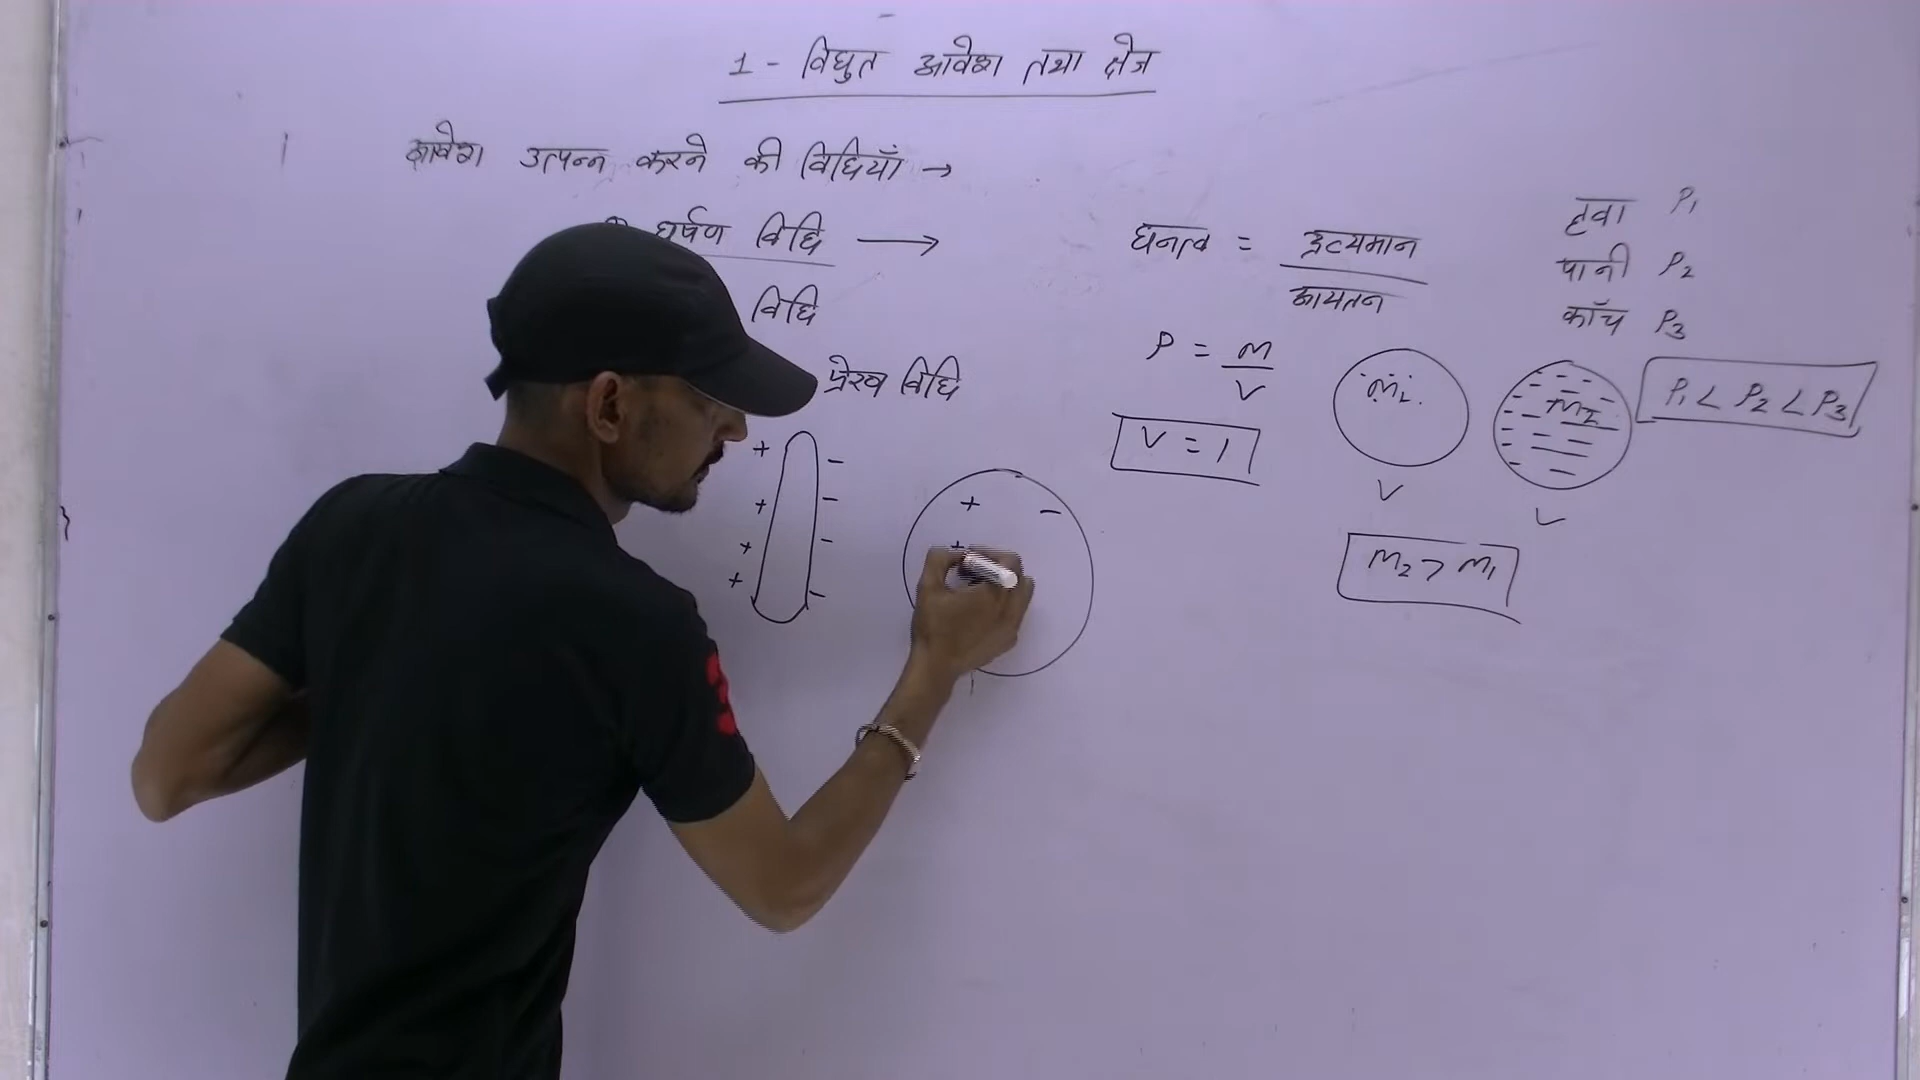 1 - विघुत आवेश तथा क्षेत्र
आवेश उत्पन्न करने की विधियाँ →
घर्षण विधि →
विधि
प्रेरण विधि
+ -
+ -
+ -
+ -
+ -
+
घनत्व = द्रव्यमान
आयतन
P = m
V
V = 1
हवा P1
पानी P2
काँच P3
m1
V
m2
V
P1 < P2 < P3
m2 > m1